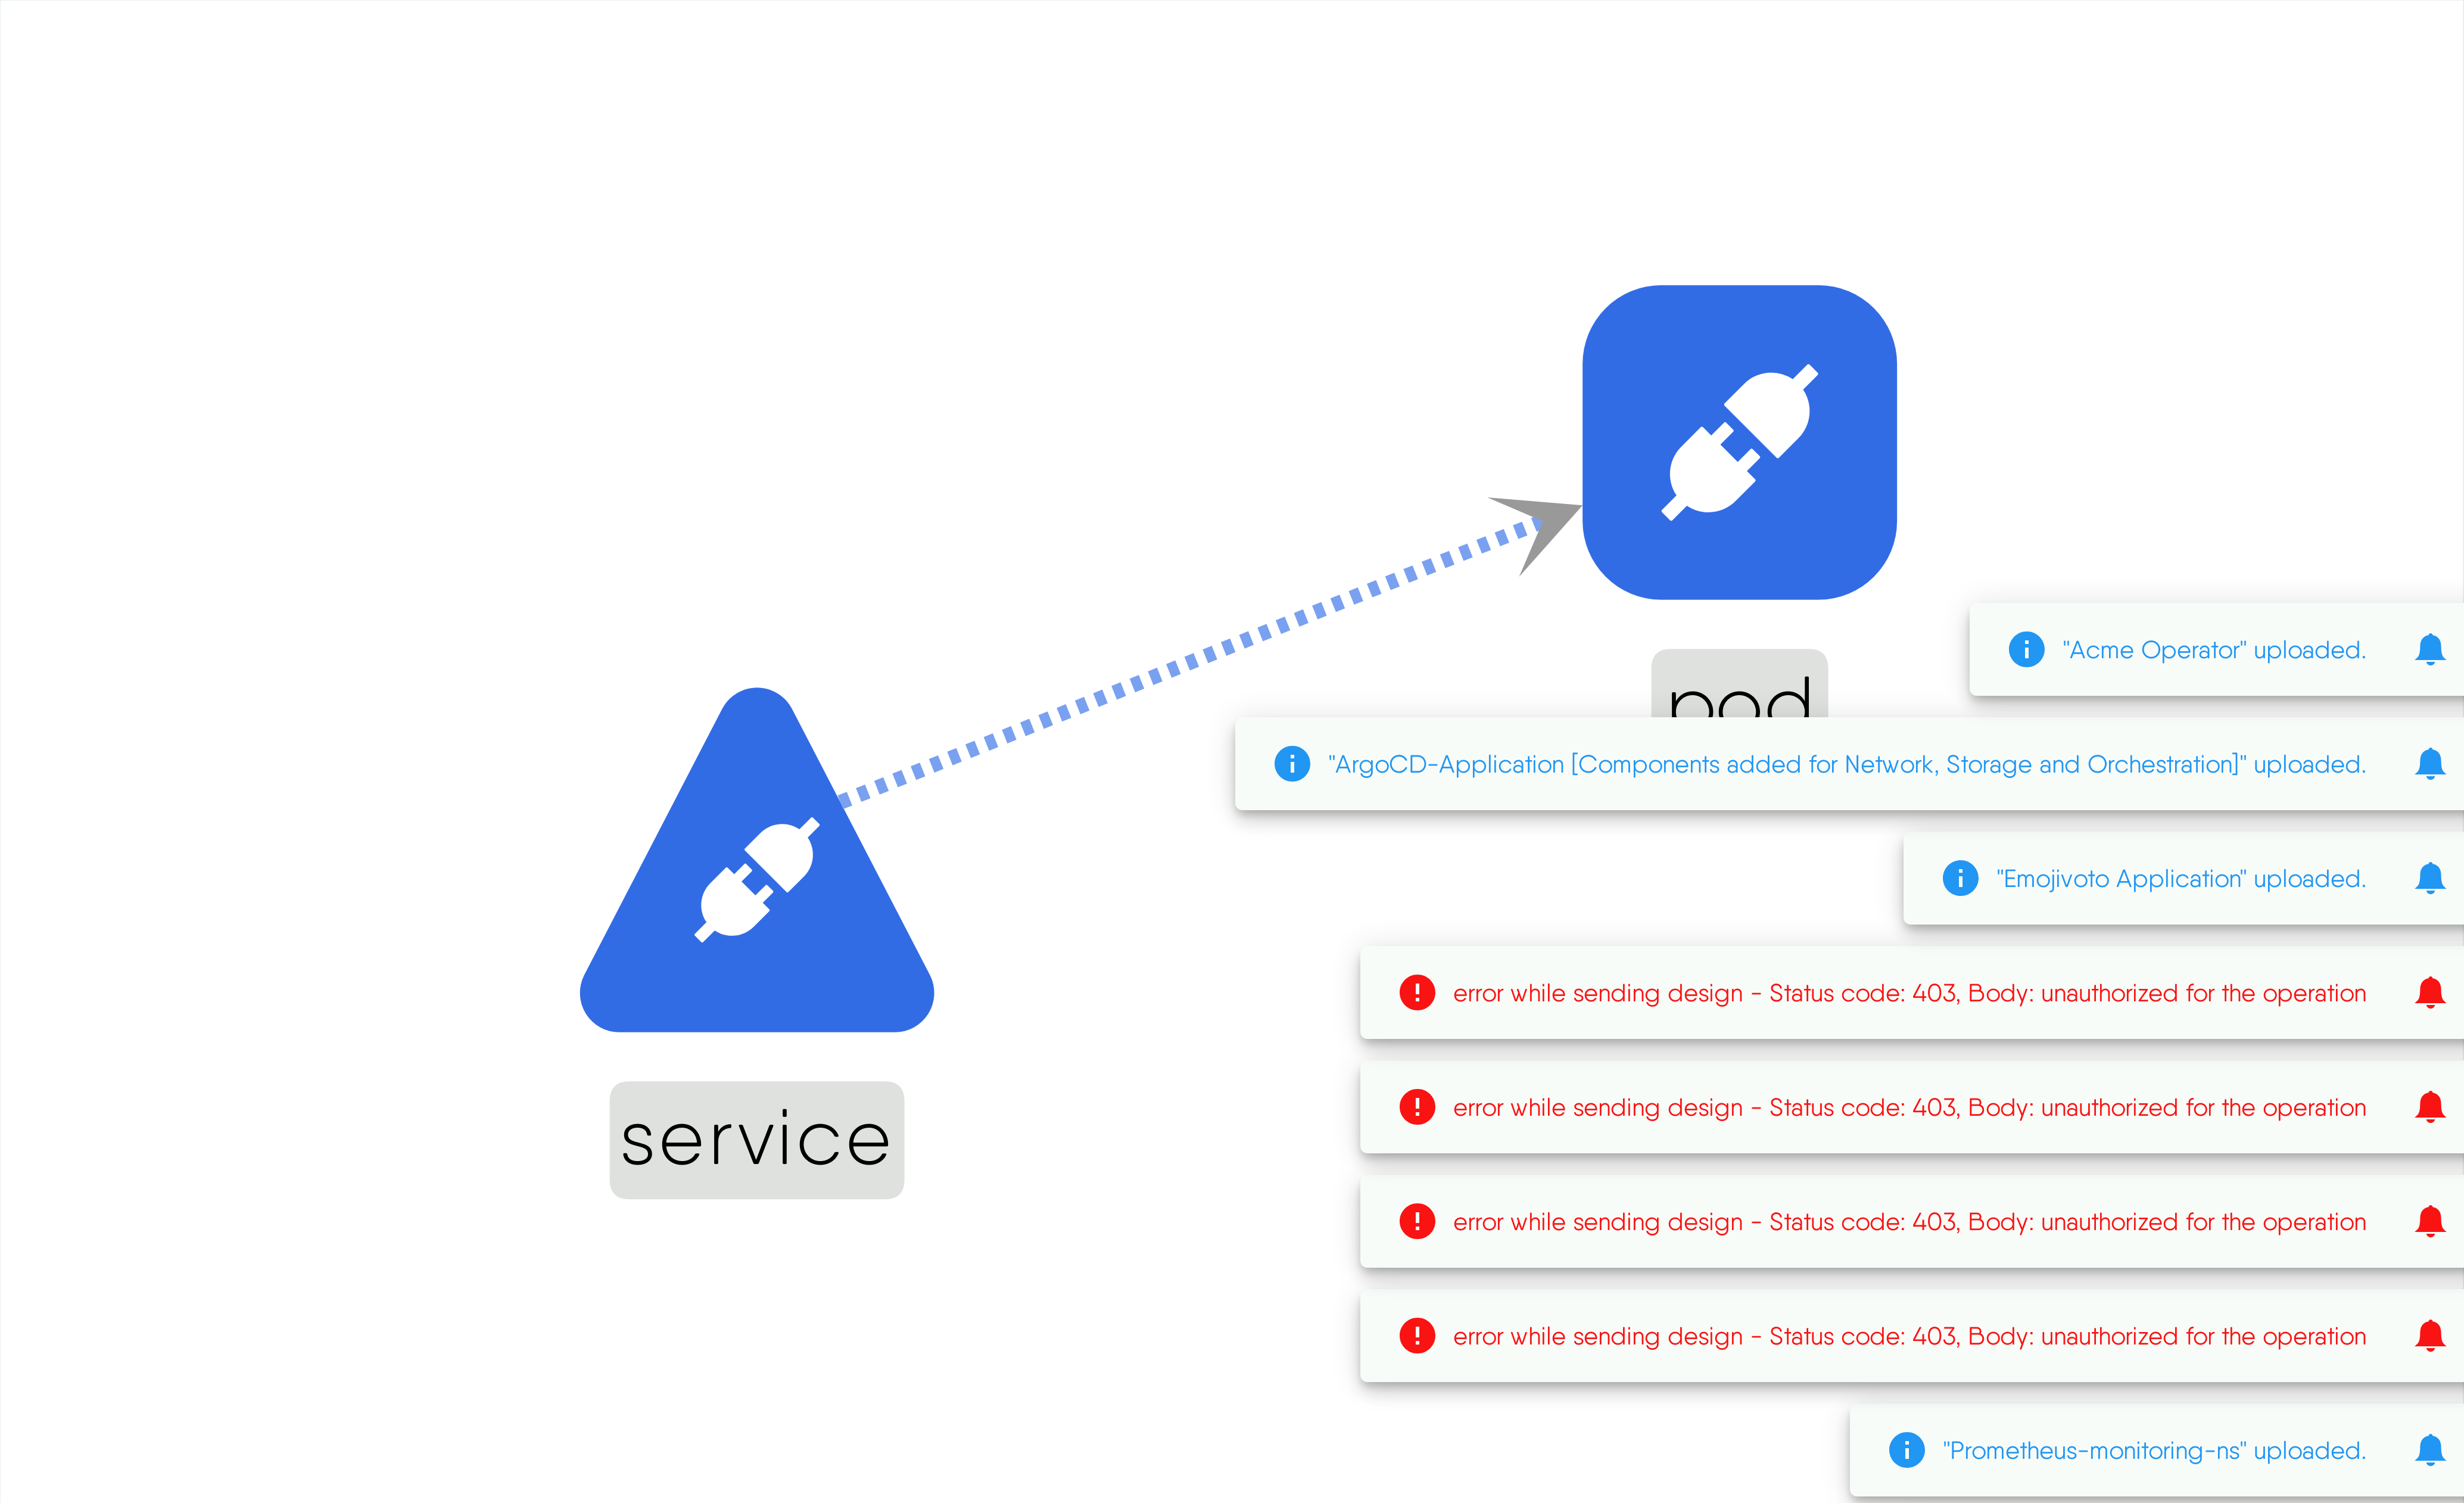 "Acme Operator" uploaded.
pod
"ArgoCD-Application [Components added for Network, Storage and Orchestration]" uploaded.
"Emojivoto Application" uploaded.
error while sending design - Status code: 403, Body: unauthorized for the operation
error while sending design - Status code: 403, Body: unauthorized for the operation
service
error while sending design - Status code: 403, Body: unauthorized for the operation
error while sending design - Status code: 403, Body: unauthorized for the operation
"Prometheus-monitoring-ns" uploaded.